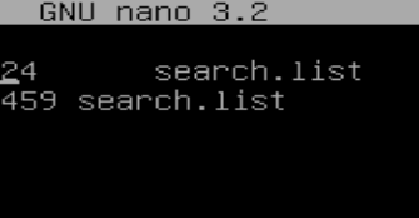 GNU nano 3.2
24      search.list
459 search.list